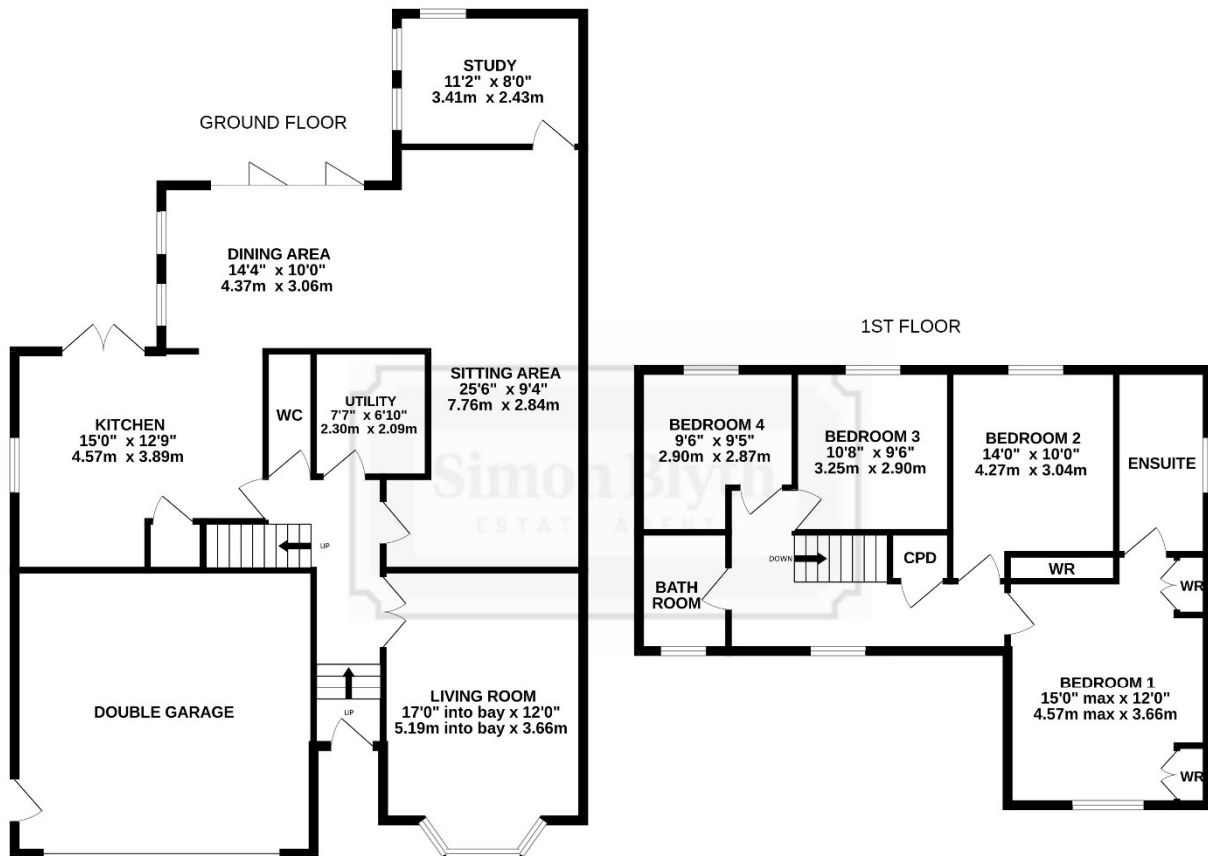 GROUND FLOOR
STUDY
11'2" x 8'0"
3.41m x 2.43m
DINING AREA
14'4" x 10'0"
4.37m x 3.06m
KITCHEN
15'0" x 12'9"
4.57m x 3.89m
WC
UTILITY
7'7" x 6'10"
2.30m x 2.09m
SITTING AREA
25'6" x 9'4"
7.76m x 2.84m
UP
DOUBLE GARAGE
UP
LIVING ROOM
17'0" into bay x 12'0"
5.19m into bay x 3.66m
1ST FLOOR
BEDROOM 4
9'6" x 9'5"
2.90m x 2.87m
BEDROOM 3
10'8" x 9'6"
3.25m x 2.90m
BEDROOM 2
14'0" x 10'0"
4.27m x 3.04m
ENSUITE
DOWN
CPD
WR
WR
BATH
ROOM
BEDROOM 1
15'0" max x 12'0"
4.57m max x 3.66m
WR
Simon Blyth
ESTATE AGENTS